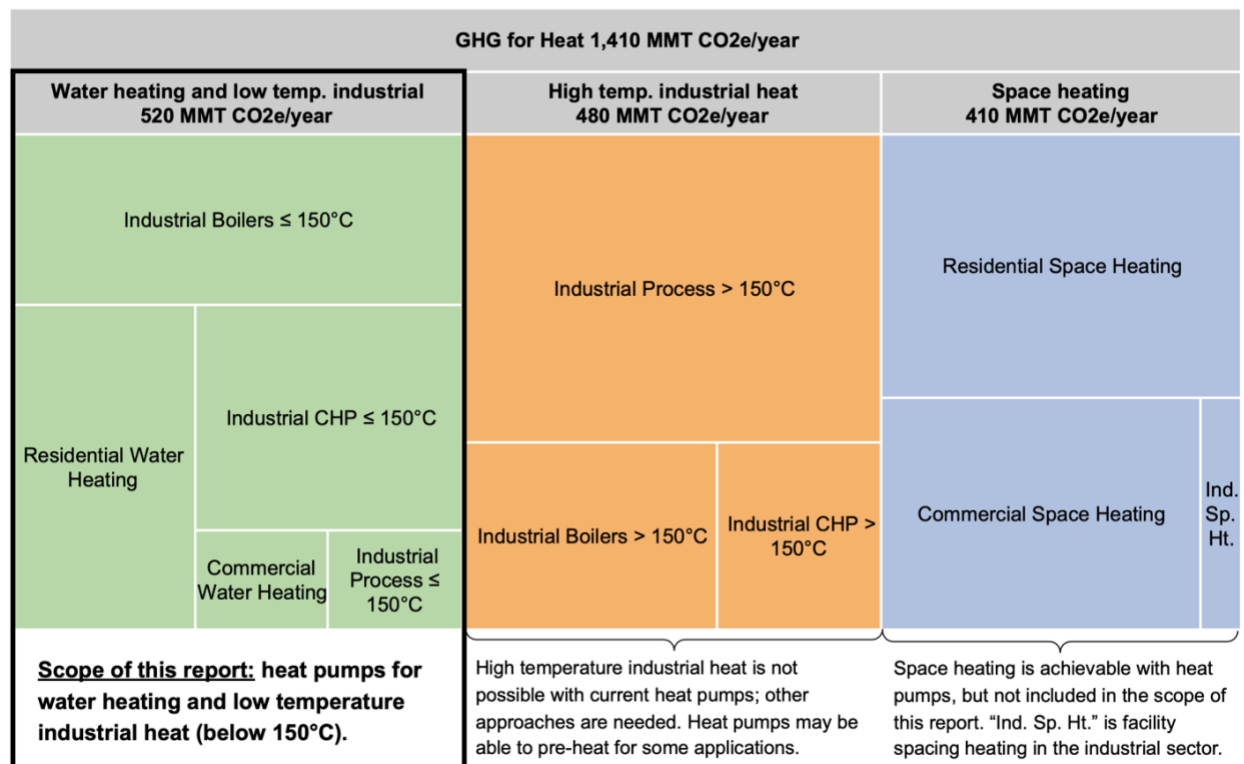 GHG for Heat 1,410 MMT CO2e/year
Water heating and low temp. industrial
520 MMT CO2e/year
High temp. industrial heat
480 MMT CO2e/year
Space heating
410 MMT CO2e/year
Industrial Boilers ≤ 150°C
Residential Water
Heating
Industrial CHP ≤ 150°C
Commercial
Water Heating
Industrial
Process ≤
150°C
Industrial Process > 150°C
Industrial Boilers > 150°C
Industrial CHP >
150°C
Residential Space Heating
Commercial Space Heating
Ind.
Sp.
Ht.
Scope of this report: heat pumps for
water heating and low temperature
industrial heat (below 150°C).
High temperature industrial heat is not
possible with current heat pumps; other
approaches are needed. Heat pumps may be
able to pre-heat for some applications.
Space heating is achievable with heat
pumps, but not included in the scope of
this report. “Ind. Sp. Ht.” is facility
spacing heating in the industrial sector.